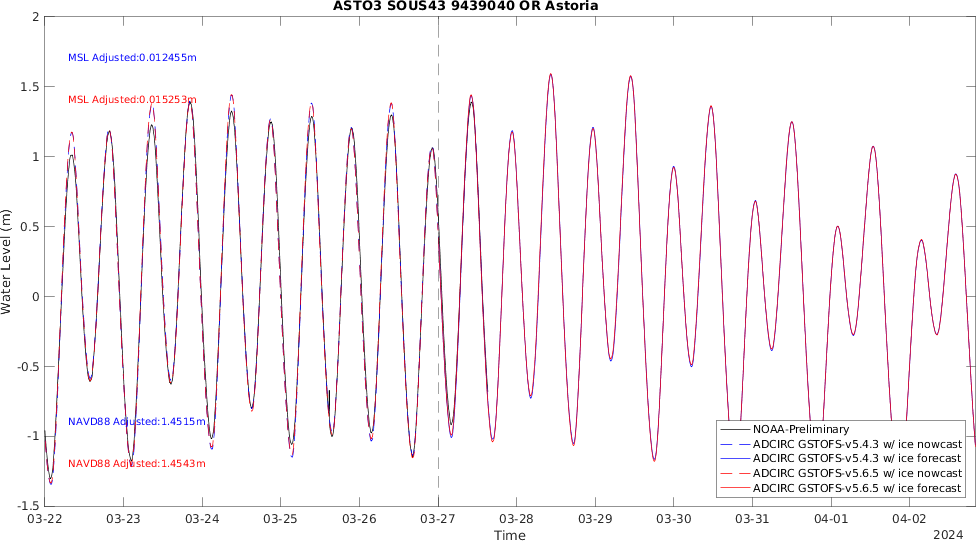 ASTO3 SOUS43 9439040 OR Astoria
2
1.5
1
0.5
0
-0.5
-1
-1.5
Water Level (m)
MSL Adjusted:0.012455m
MSL Adjusted:0.015253m
NAVD88 Adjusted:1.4515m
NAVD88 Adjusted:1.4543m
NOAA-Preliminary
ADCIRC GSTOFS-v5.4.3 w/ ice nowcast
ADCIRC GSTOFS-v5.4.3 w/ ice forecast
ADCIRC GSTOFS-v5.6.5 w/ ice nowcast
ADCIRC GSTOFS-v5.6.5 w/ ice forecast
03-22 03-23 03-24 03-25 03-26 03-27 03-28 03-29 03-30 03-31 04-01 04-02
Time
2024